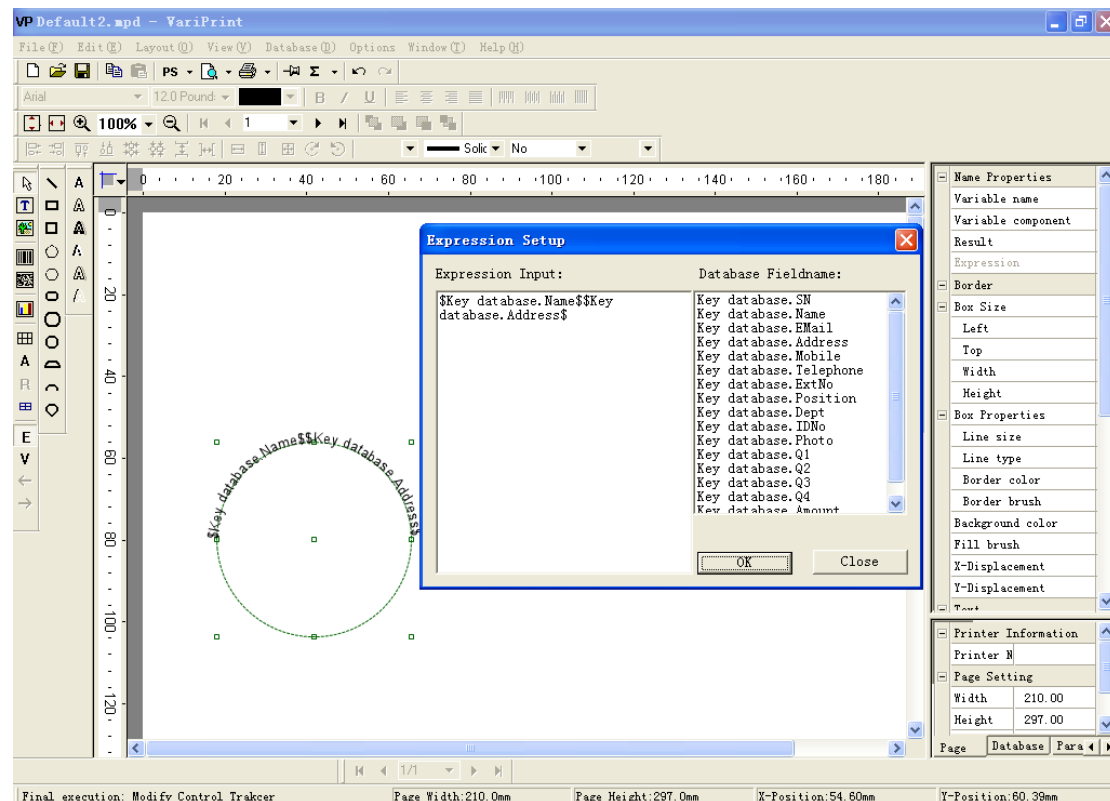 VP Default2.mpd - VariPrint
File(F) Edit(E) Layout(O) View(V) Database(D) Options Window(T) Help(H)
PS Σ
Arial 12.0 Pound B / U
100% 1
Solic No
0 20 40 60 80 100 120 140 160 180
0
20
40
60
80
100
120
T
A
A
A
A
A
A
R
E
V
$Key database.Name$$Key database.Address$$
Expression Setup
Expression Input:
$Key database.Name$$Key
database.Address$
Database Fieldname:
Key database.SN
Key database.Name
Key database.EMail
Key database.Address
Key database.Mobile
Key database.Telephone
Key database.ExtNo
Key database.Position
Key database.Dept
Key database.IDNo
Key database.Photo
Key database.Q1
Key database.Q2
Key database.Q3
Key database.Q4
Key database.Amount
OK Close
Name Properties
Variable name
Variable component
Result
Expression
Border
Box Size
Left
Top
Width
Height
Box Properties
Line size
Line type
Border color
Border brush
Background color
Fill brush
X-Displacement
Y-Displacement
Text
Printer Information
Printer N
Page Setting
Width 210.00
Height 297.00
Page Database Para
1/1
Final execution: Modify Control Trakcer Page Width:210.0mm Page Height:297.0mm X-Position:54.60mm Y-Position:60.39mm